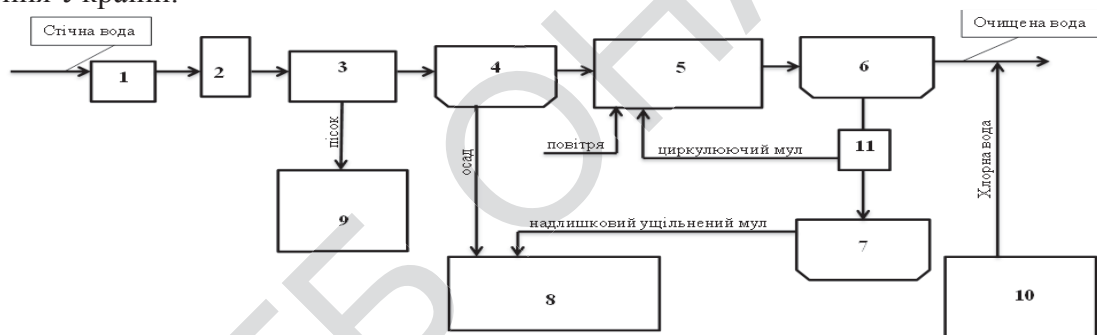 ння України.
Стічна вода
Очищена вода
1
2
3
4
5
6
пісок
осад
повітря
циркулюючий мул
11
Хлорна вода
9
надлишковий ущільнений мул
7
8
10